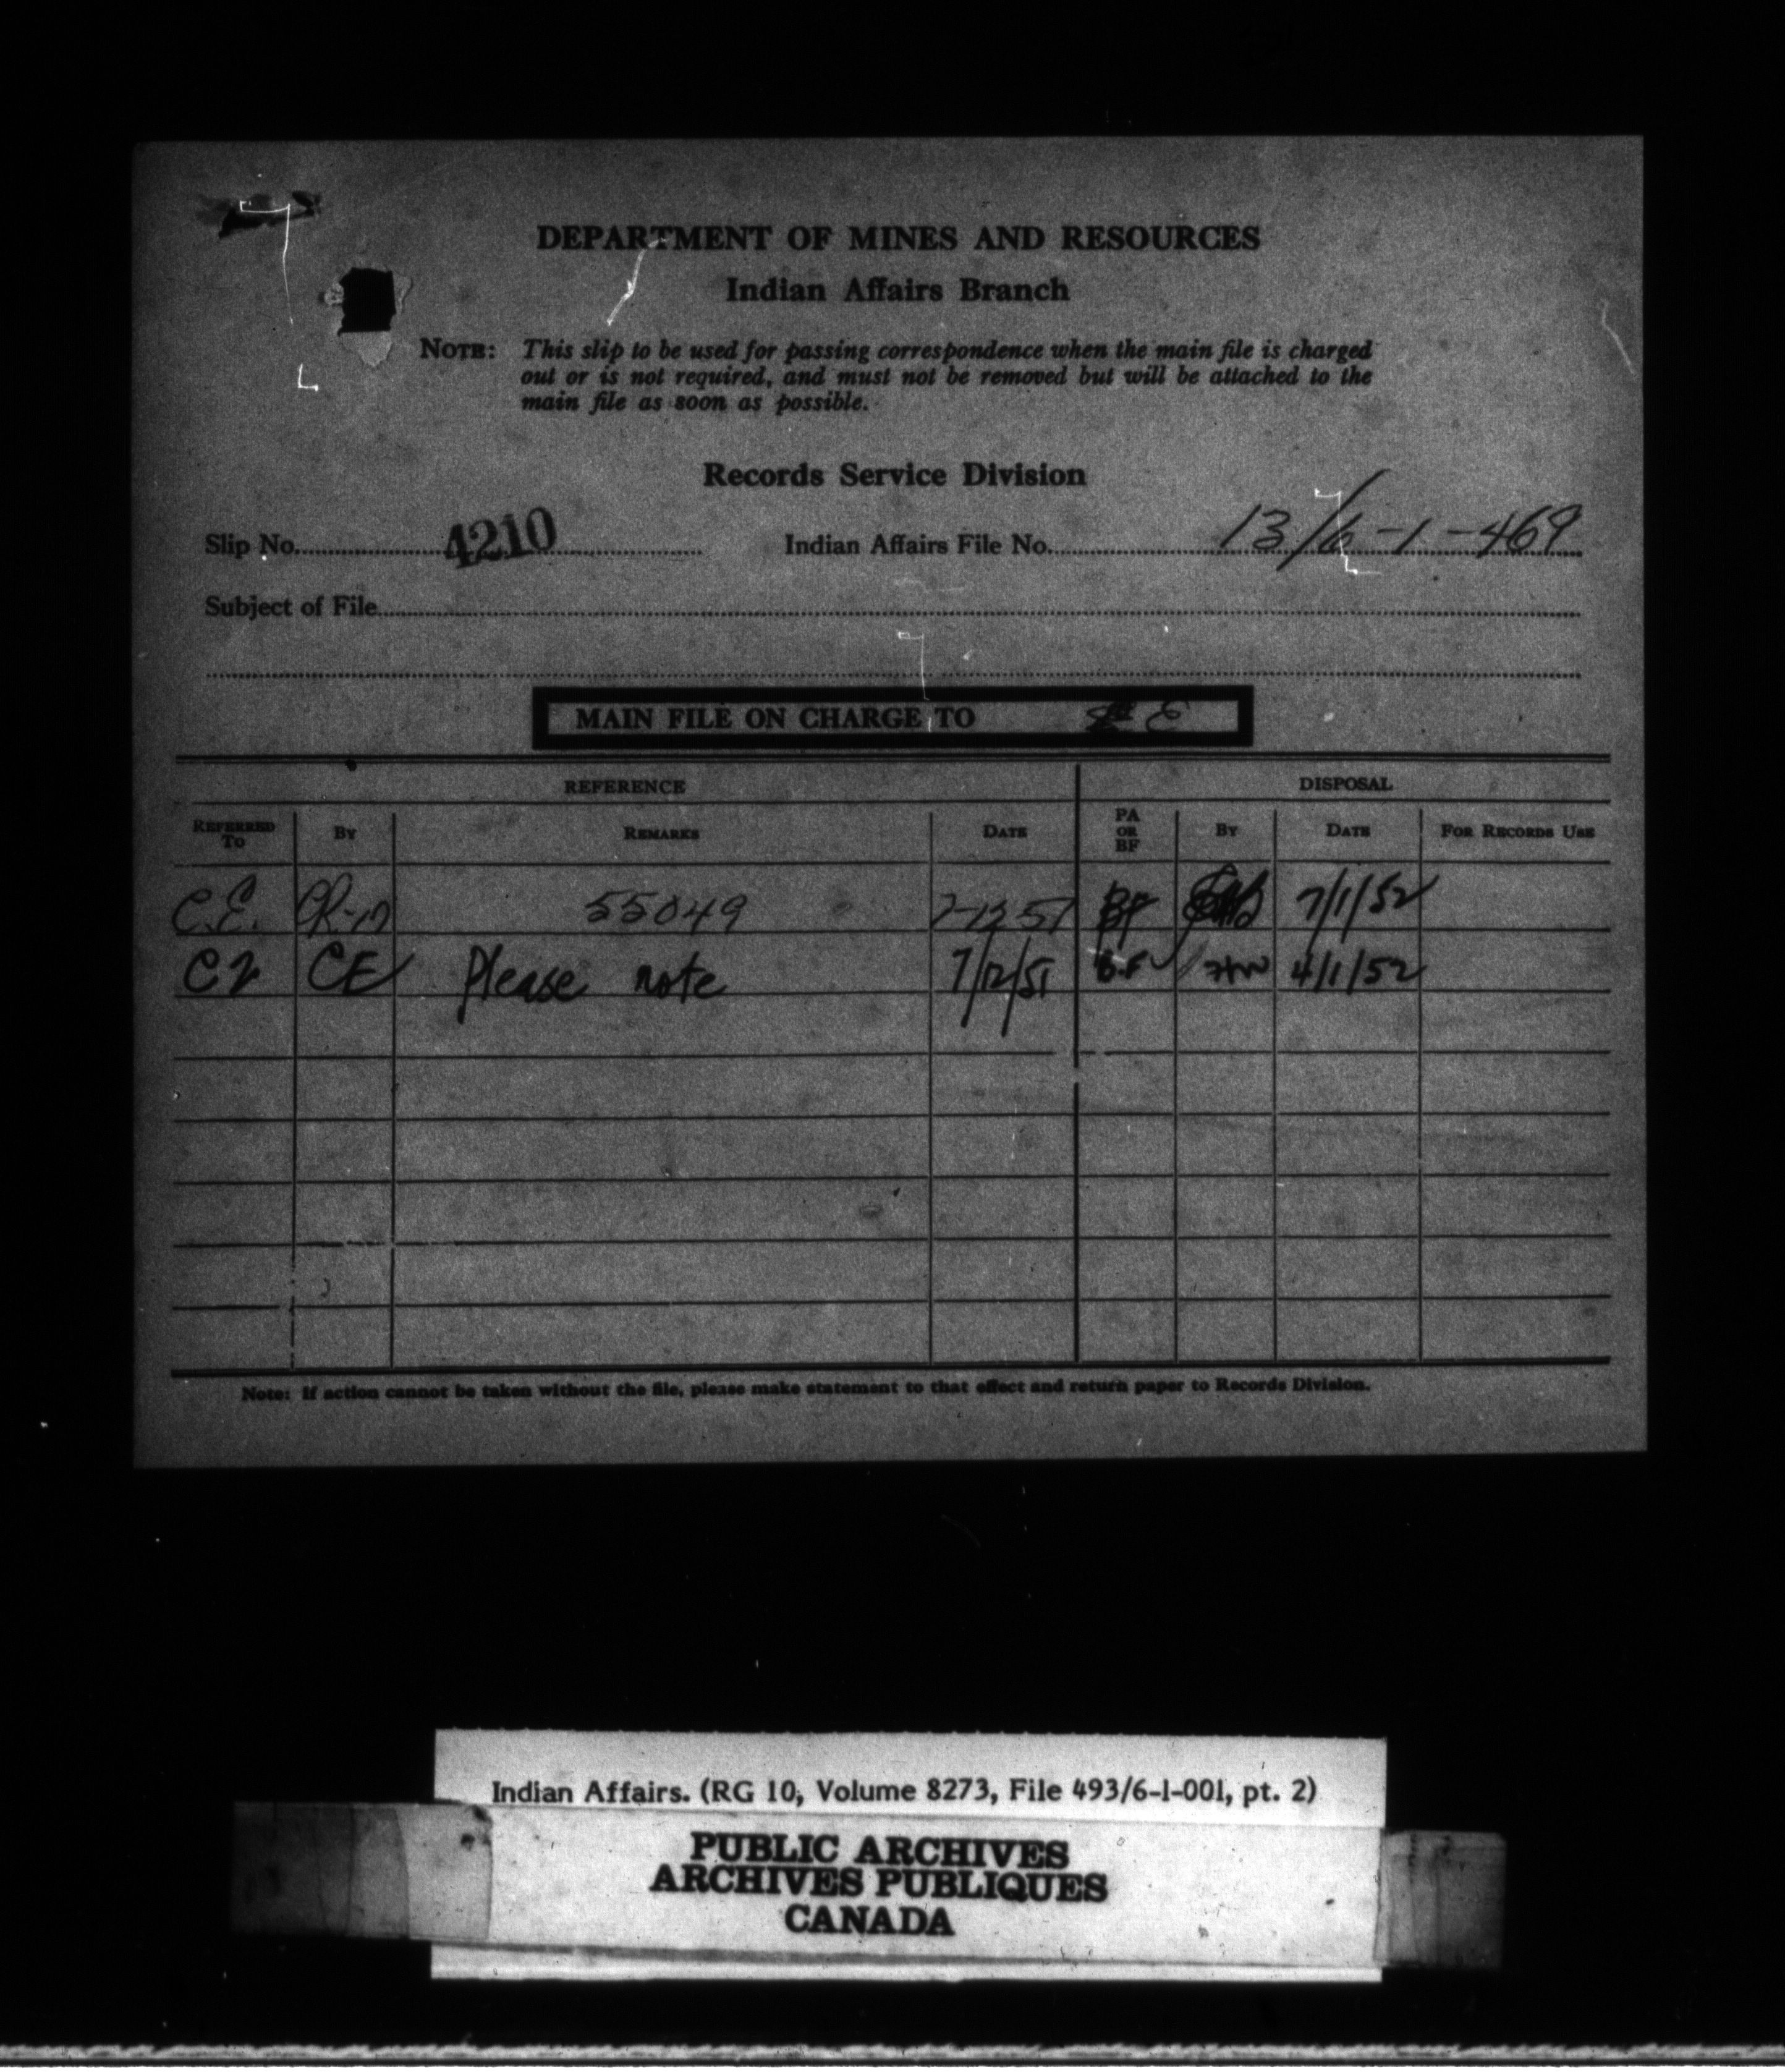 DEPARTMENT OF MINES AND RESOURCES
Indian Affairs Branch
NOTE: This slip to be used for passing correspondence when the main file is charged
out or is not required, and must not be removed but will be attached to the
main file as soon as possible.
Records Service Division
Slip No. 4210 Indian Affairs File No. 13/6-1-469
Subject of File
MAIN FILE ON CHARGE TO E
REFERENCE DISPOSAL
REFERRED TO BY REMARKS DATE PA OR BF BY DATE FOR RECORDS USE
C.E. CR-17 55049 7-12 51 BF 7/1/52
C2 CE Please note 7/12/51 B.F 4/1/52
Note: If action cannot be taken without the file, please make statement to that effect and return paper to Records Division.
Indian Affairs. (RG 10, Volume 8273, File 493/6-1-001, pt. 2)
PUBLIC ARCHIVES
ARCHIVES PUBLIQUES
CANADA